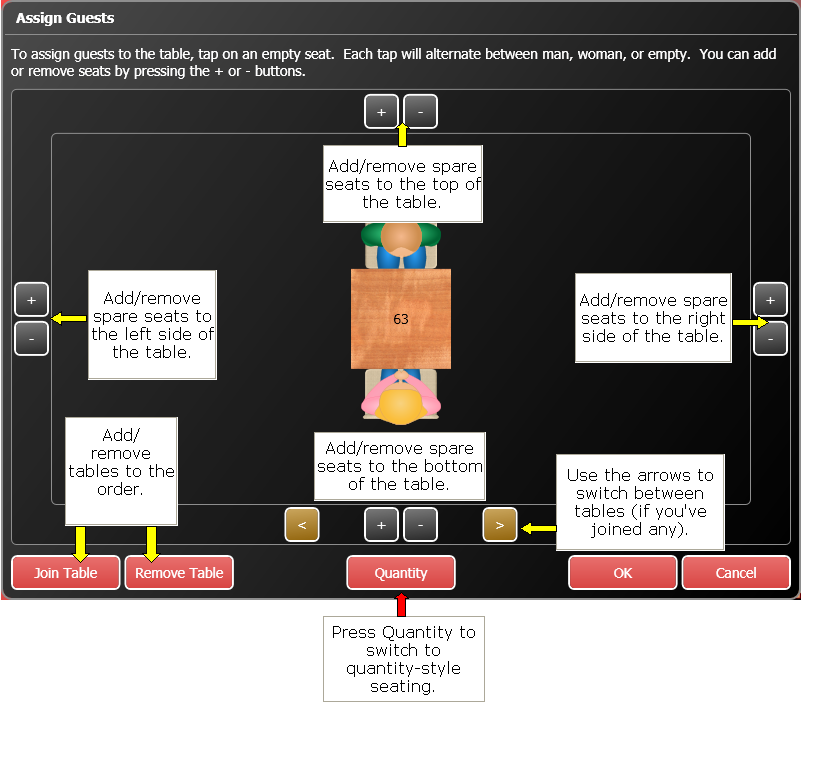 Assign Guests
To assign guests to the table, tap on an empty seat.  Each tap will alternate between man, woman, or empty.  You can add
or remove seats by pressing the + or - buttons.
+ -
Add/remove spare
seats to the top of
the table.
+
-
Add/remove
spare seats to
the left side of
the table.
63
Add/remove spare
seats to the right
side of the table.
+
-
Add/
remove
tables to the
order.
Add/remove spare
seats to the bottom
of the table.
Use the arrows to
switch between
tables (if you've
joined any).
< + - >
Join Table Remove Table Quantity OK Cancel
Press Quantity to
switch to
quantity-style
seating.